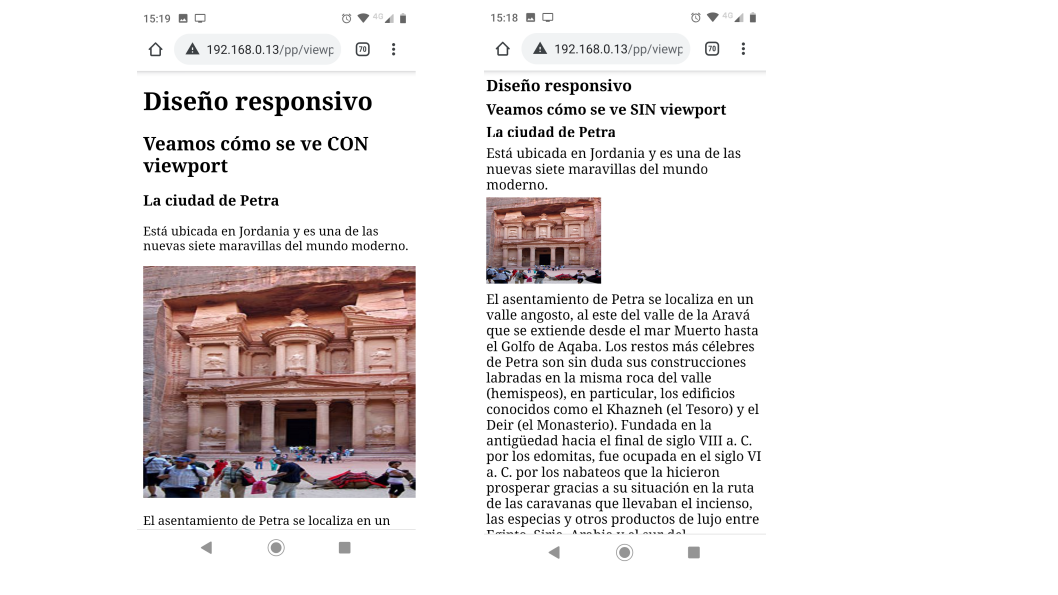 15:19
4G
192.168.0.13/pp/viewp
70
Diseño responsivo
Veamos cómo se ve CON
viewport
La ciudad de Petra
Está ubicada en Jordania y es una de las
nuevas siete maravillas del mundo moderno.
El asentamiento de Petra se localiza en un
15:18
4G
192.168.0.13/pp/viewp
70
Diseño responsivo
Veamos cómo se ve SIN viewport
La ciudad de Petra
Está ubicada en Jordania y es una de las
nuevas siete maravillas del mundo
moderno.
El asentamiento de Petra se localiza en un
valle angosto, al este del valle de la Aravá
que se extiende desde el mar Muerto hasta
el Golfo de Aqaba. Los restos más célebres
de Petra son sin duda sus construcciones
labradas en la misma roca del valle
(hemispeos), en particular, los edificios
conocidos como el Khazneh (el Tesoro) y el
Deir (el Monasterio). Fundada en la
antigüedad hacia el final de siglo VIII a. C.
por los edomitas, fue ocupada en el siglo VI
a. C. por los nabateos que la hicieron
prosperar gracias a su situación en la ruta
de las caravanas que llevaban el incienso,
las especias y otros productos de lujo entre
Egipto, Siria, Arabia y el sur del